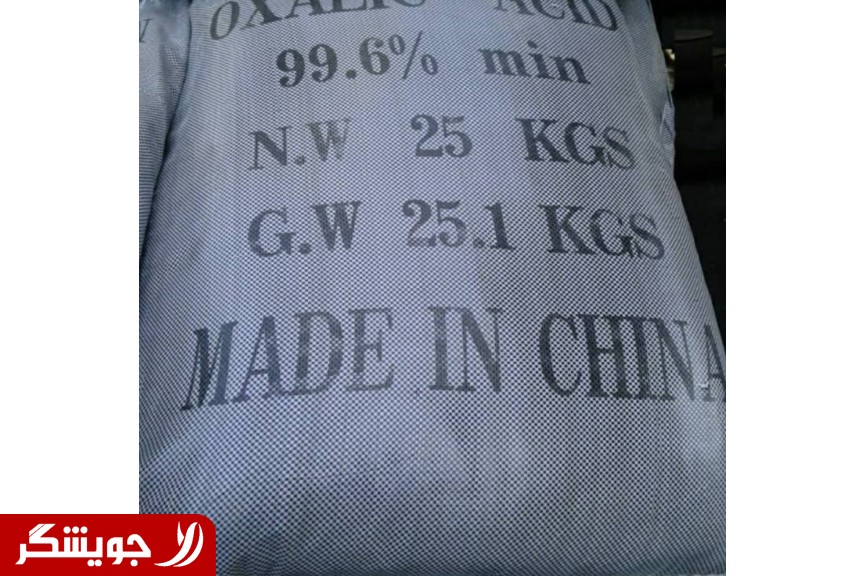 OXALIC ACID
99.6% min
N.W 25 KGS
G.W 25.1 KGS
MADE IN CHINA
جویشگر